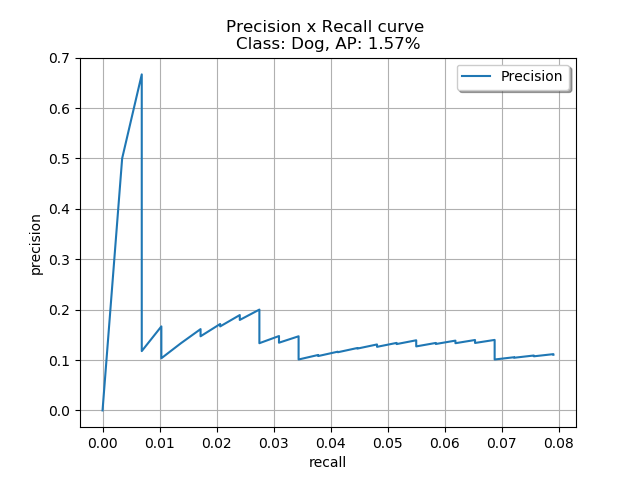 Precision x Recall curve
Class: Dog, AP: 1.57%
Precision
0.7
0.6
0.5
0.4
0.3
0.2
0.1
0.0
precision
0.00 0.01 0.02 0.03 0.04 0.05 0.06 0.07 0.08
recall